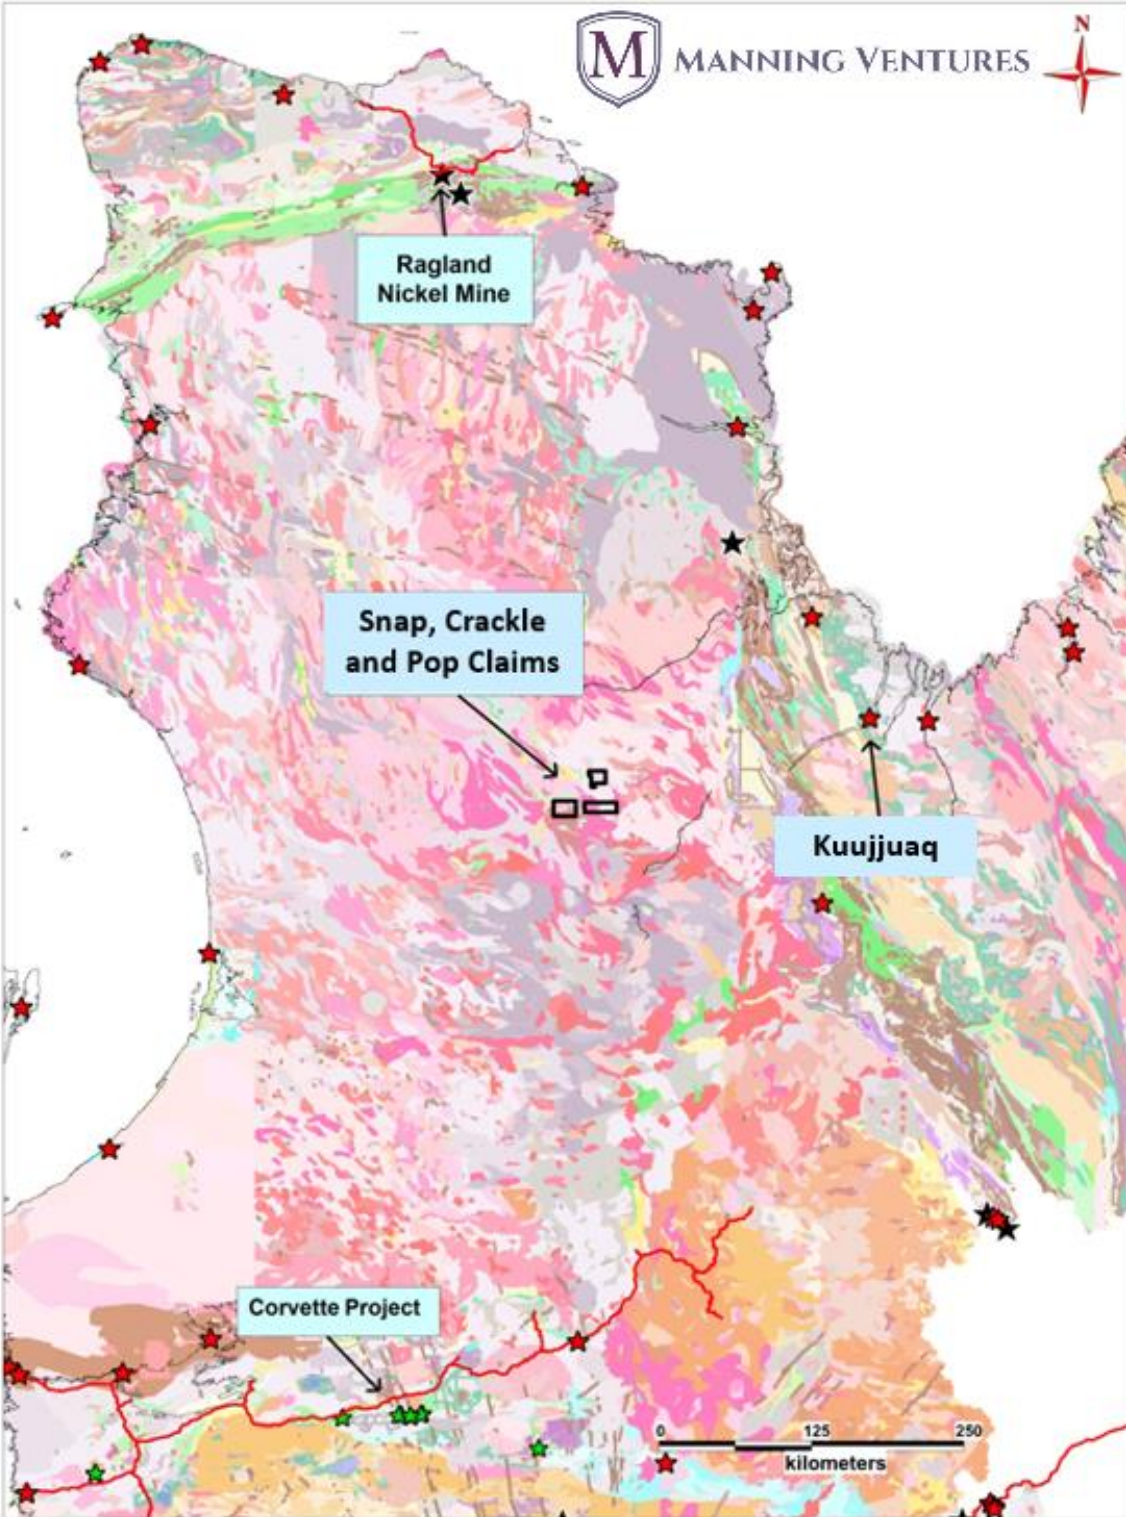 M MANNING VENTURES
N
Ragland
Nickel Mine
Snap, Crackle
and Pop Claims
Kuujjuaq
Corvette Project
0 125 250
kilometers